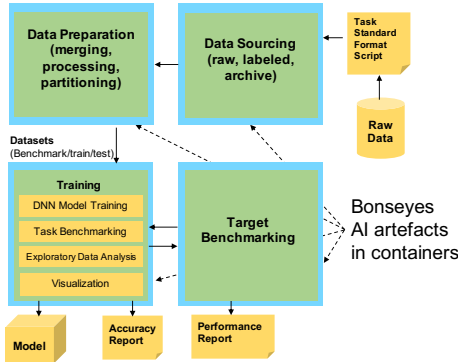 Data Preparation
(merging,
processing,
partitioning)
Data Sourcing
(raw, labeled,
archive)
Task
Standard
Format
Script
Raw
Data
Datasets
(Benchmark/train/test)
Training
DNN Model Training
Task Benchmarking
Exploratory Data Analysis
Visualization
Target
Benchmarking
Bonseyes
AI artefacts
in containers
Model
Accuracy
Report
Performance
Report